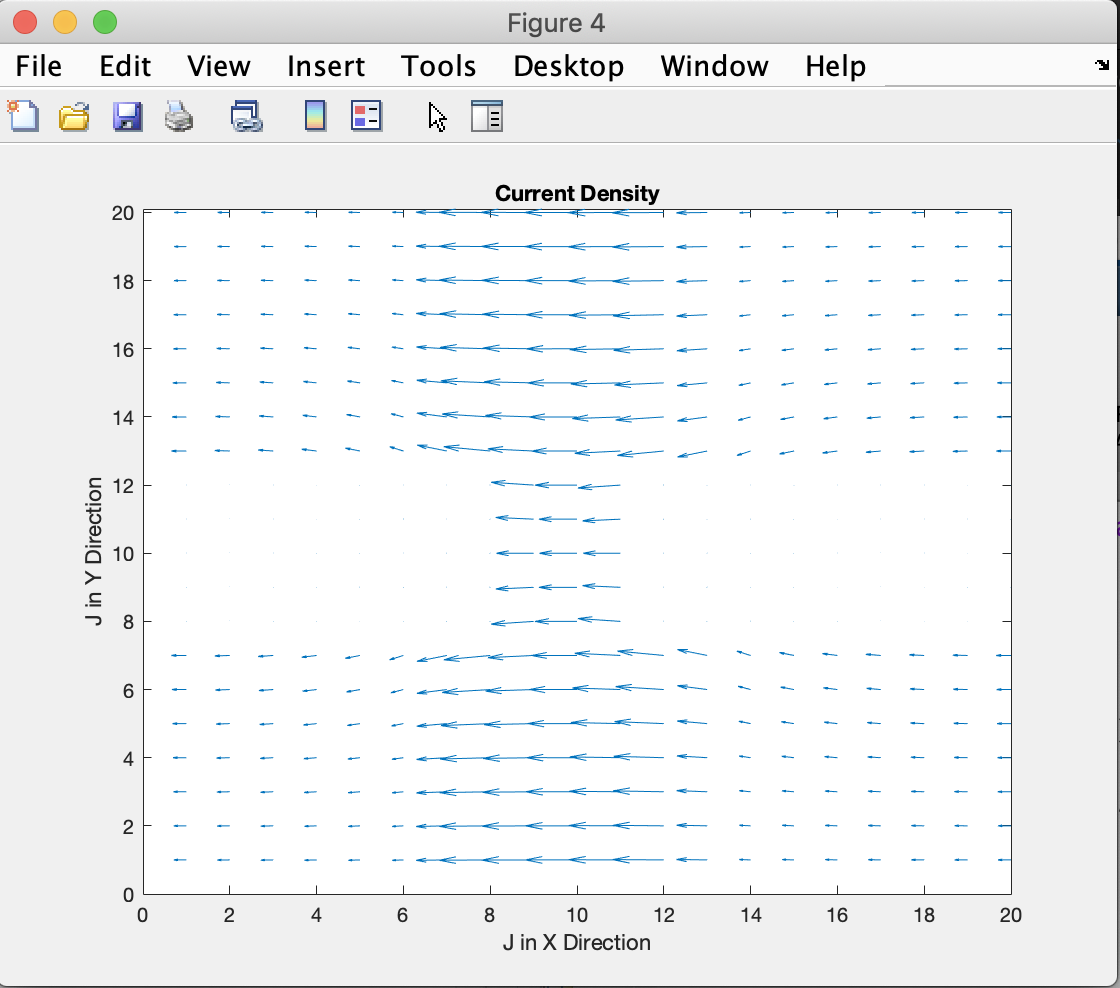 Figure 4
File Edit View Insert Tools Desktop Window Help
Current Density
20
18
16
14
12
10
8
6
4
2
0
J in Y Direction
0 2 4 6 8 10 12 14 16 18 20
J in X Direction